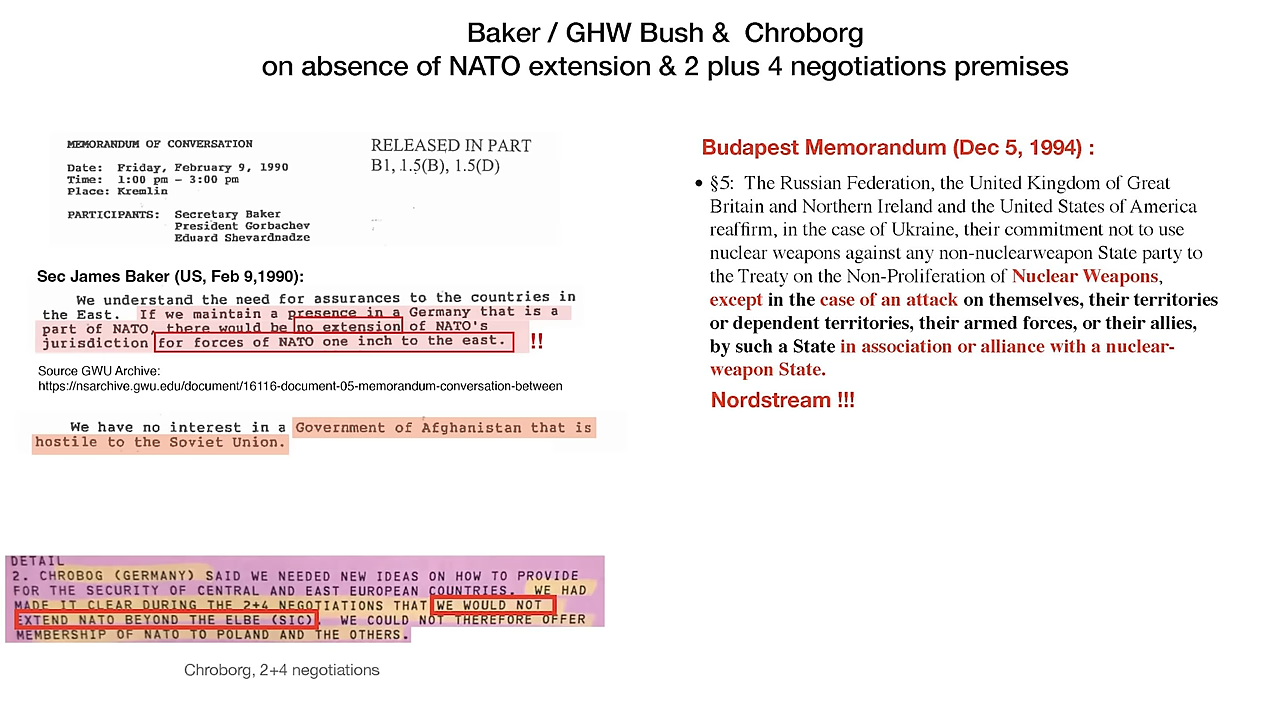 Baker / GHW Bush & Chroborg
on absence of NATO extension & 2 plus 4 negotiations premises
MEMORANDUM OF CONVERSATION
Date: Friday, February 9, 1990
Time: 1:00 pm – 3:00 pm
Place: Kremlin
PARTICIPANTS: Secretary Baker
President Gorbachev
Eduard Shevardnadze
RELEASED IN PART
B1, 1.5(B), 1.5(D)
Sec James Baker (US, Feb 9,1990):
We understand the need for assurances to the countries in
the East. If we maintain a presence in a Germany that is a
part of NATO, there would be no extension of NATO's
jurisdiction for forces of NATO one inch to the east. !!
Source GWU Archive:
https://nsarchive.gwu.edu/document/16116-document-05-memorandum-conversation-between
We have no interest in a Government of Afghanistan that is
hostile to the Soviet Union.
DETAIL
2. CHROBOG (GERMANY) SAID WE NEEDED NEW IDEAS ON HOW TO PROVIDE
FOR THE SECURITY OF CENTRAL AND EAST EUROPEAN COUNTRIES. WE HAD
MADE IT CLEAR DURING THE 2+4 NEGOTIATIONS THAT WE WOULD NOT
EXTEND NATO BEYOND THE ELBE (SIC). WE COULD NOT THEREFORE OFFER
MEMBERSHIP OF NATO TO POLAND AND THE OTHERS.
Chroborg, 2+4 negotiations
Budapest Memorandum (Dec 5, 1994) :
• §5: The Russian Federation, the United Kingdom of Great
Britain and Northern Ireland and the United States of America
reaffirm, in the case of Ukraine, their commitment not to use
nuclear weapons against any non-nuclearweapon State party to
the Treaty on the Non-Proliferation of Nuclear Weapons,
except in the case of an attack on themselves, their territories
or dependent territories, their armed forces, or their allies,
by such a State in association or alliance with a nuclear-
weapon State.
Nordstream !!!